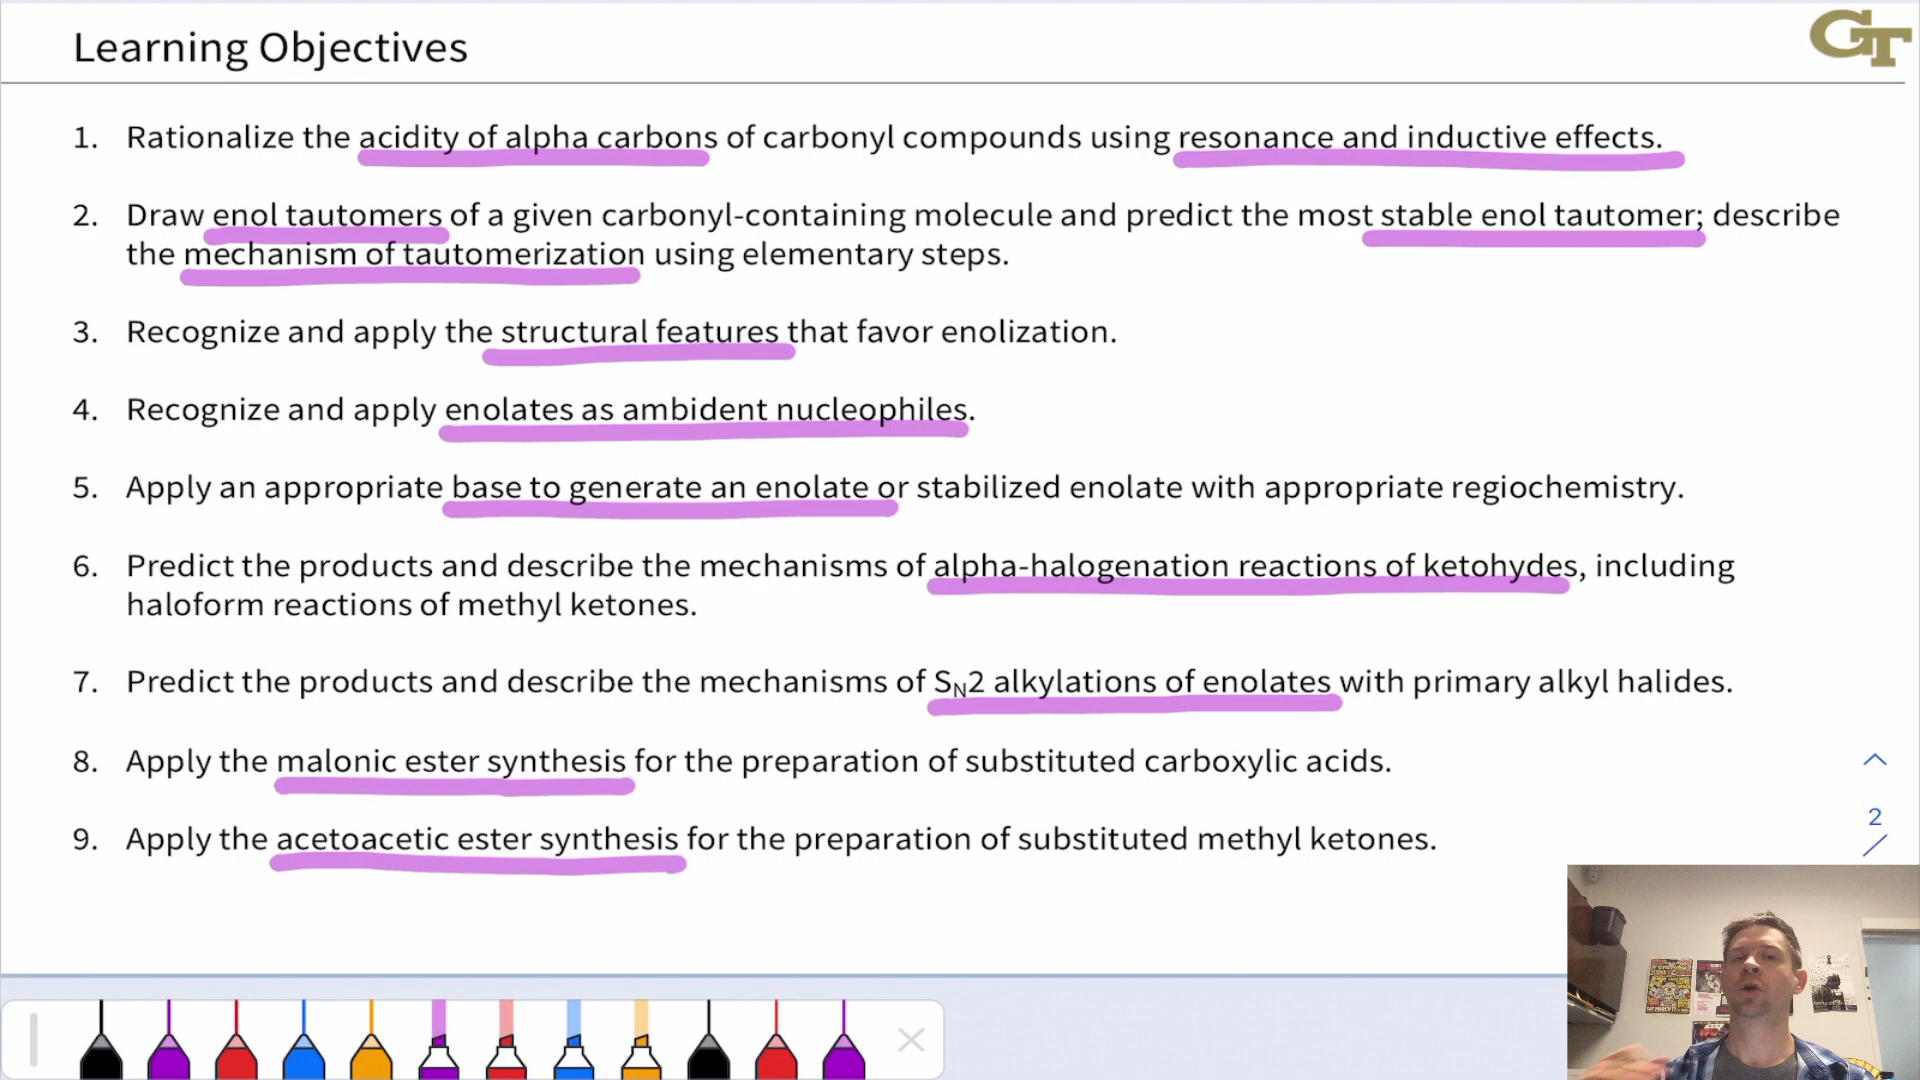 Learning Objectives
GT
1. Rationalize the acidity of alpha carbons of carbonyl compounds using resonance and inductive effects.
2. Draw enol tautomers of a given carbonyl-containing molecule and predict the most stable enol tautomer; describe
the mechanism of tautomerization using elementary steps.
3. Recognize and apply the structural features that favor enolization.
4. Recognize and apply enolates as ambident nucleophiles.
5. Apply an appropriate base to generate an enolate or stabilized enolate with appropriate regiochemistry.
6. Predict the products and describe the mechanisms of alpha-halogenation reactions of ketohydes, including
haloform reactions of methyl ketones.
7. Predict the products and describe the mechanisms of SN2 alkylations of enolates with primary alkyl halides.
8. Apply the malonic ester synthesis for the preparation of substituted carboxylic acids.
9. Apply the acetoacetic ester synthesis for the preparation of substituted methyl ketones.
2